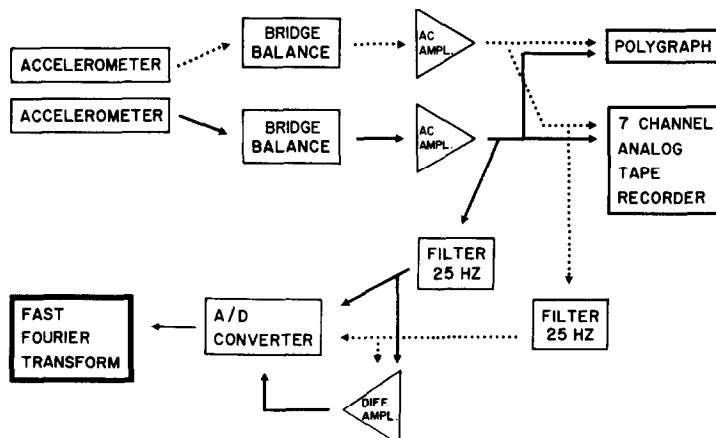 ACCELEROMETER
BRIDGE
BALANCE
AC
AMPL.
POLYGRAPH
ACCELEROMETER
BRIDGE
BALANCE
AC
AMPL.
7 CHANNEL
ANALOG
TAPE
RECORDER
FILTER
25 HZ
FAST
FOURIER
TRANSFORM
A/D
CONVERTER
FILTER
25 HZ
DIFF.
AMPL.